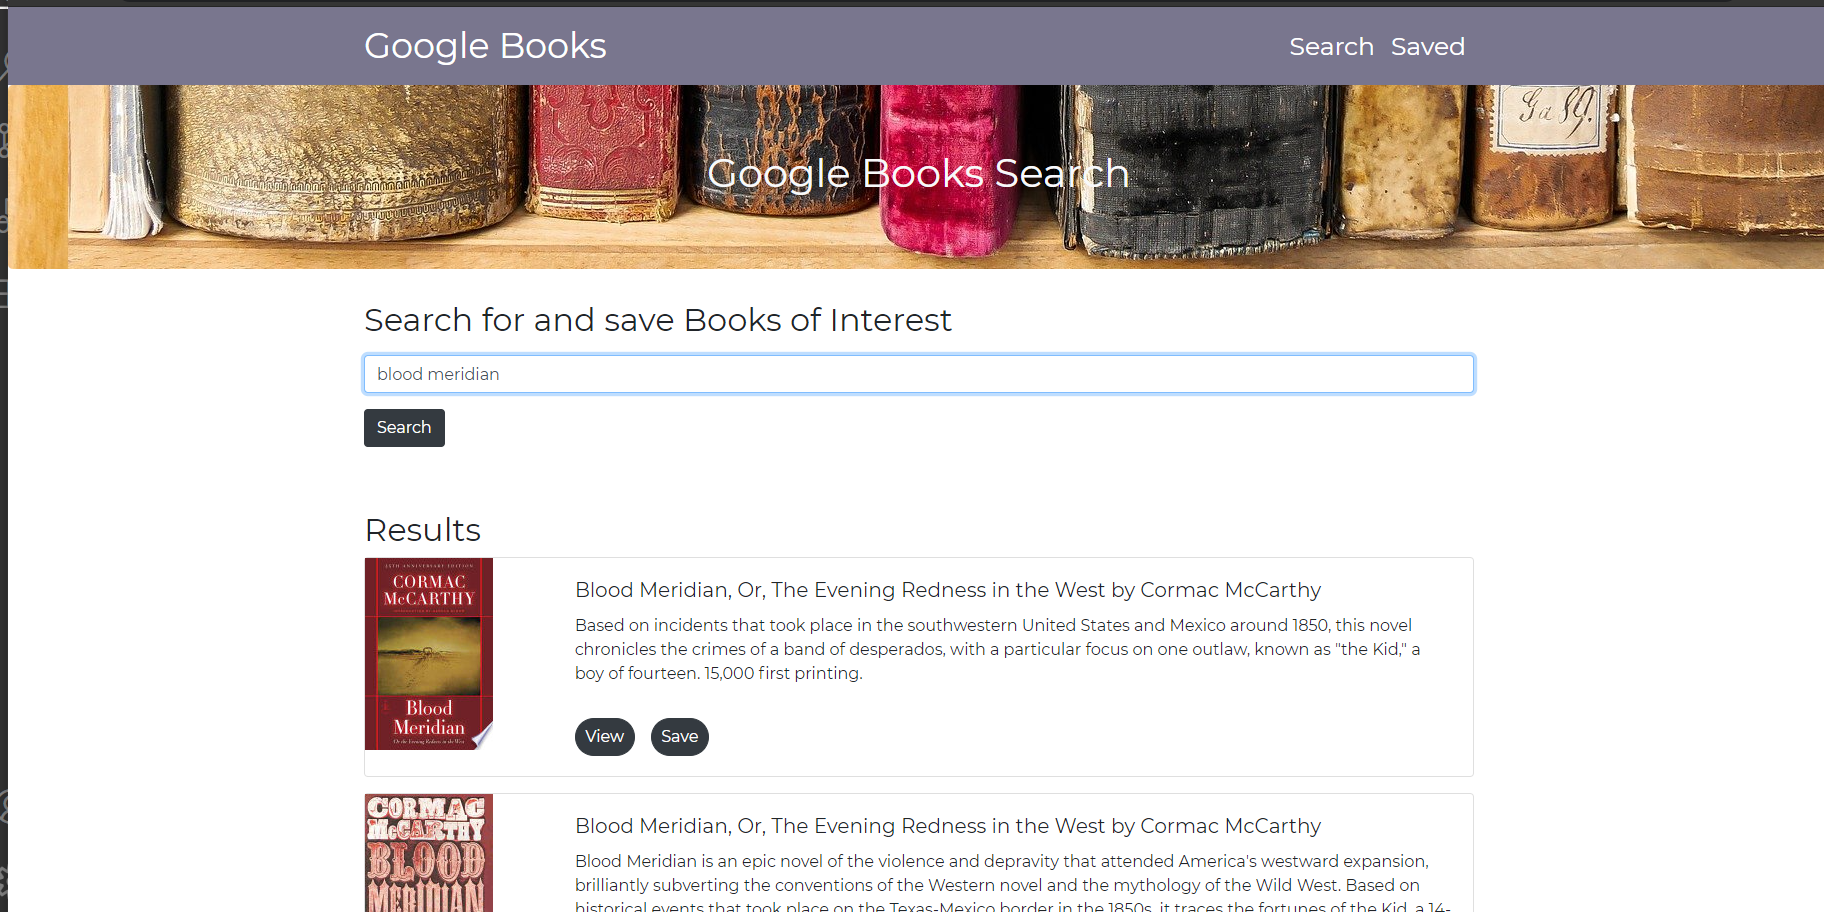 Google Books
Search Saved
Ga 89.
Google Books Search
Search for and save Books of Interest
blood meridian
Search
Results
25TH ANNIVERSARY EDITION
CORMAC
McCARTHY
Blood
Meridian
Or the Evening Redness in the West
Blood Meridian, Or, The Evening Redness in the West by Cormac McCarthy
Based on incidents that took place in the southwestern United States and Mexico around 1850, this novel
chronicles the crimes of a band of desperados, with a particular focus on one outlaw, known as "the Kid," a
boy of fourteen. 15,000 first printing.
View Save
CORMAC
McCARTHY
BLOOD
MERIDIAN
Blood Meridian, Or, The Evening Redness in the West by Cormac McCarthy
Blood Meridian is an epic novel of the violence and depravity that attended America's westward expansion,
brilliantly subverting the conventions of the Western novel and the mythology of the Wild West. Based on
historical events that took place on the Texas-Mexico border in the 1850s, it traces the fortunes of the Kid, a 14-